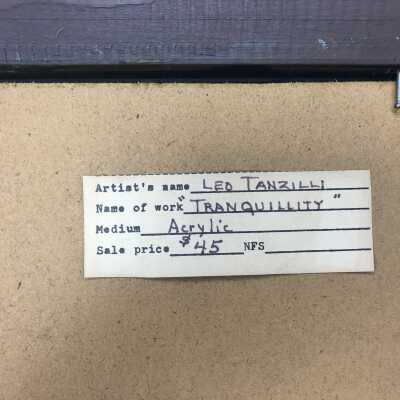 Artist's name LEO TANZILLI
Name of work "TRANQUILLITY"
Medium Acrylic
Sale price $45 NFS